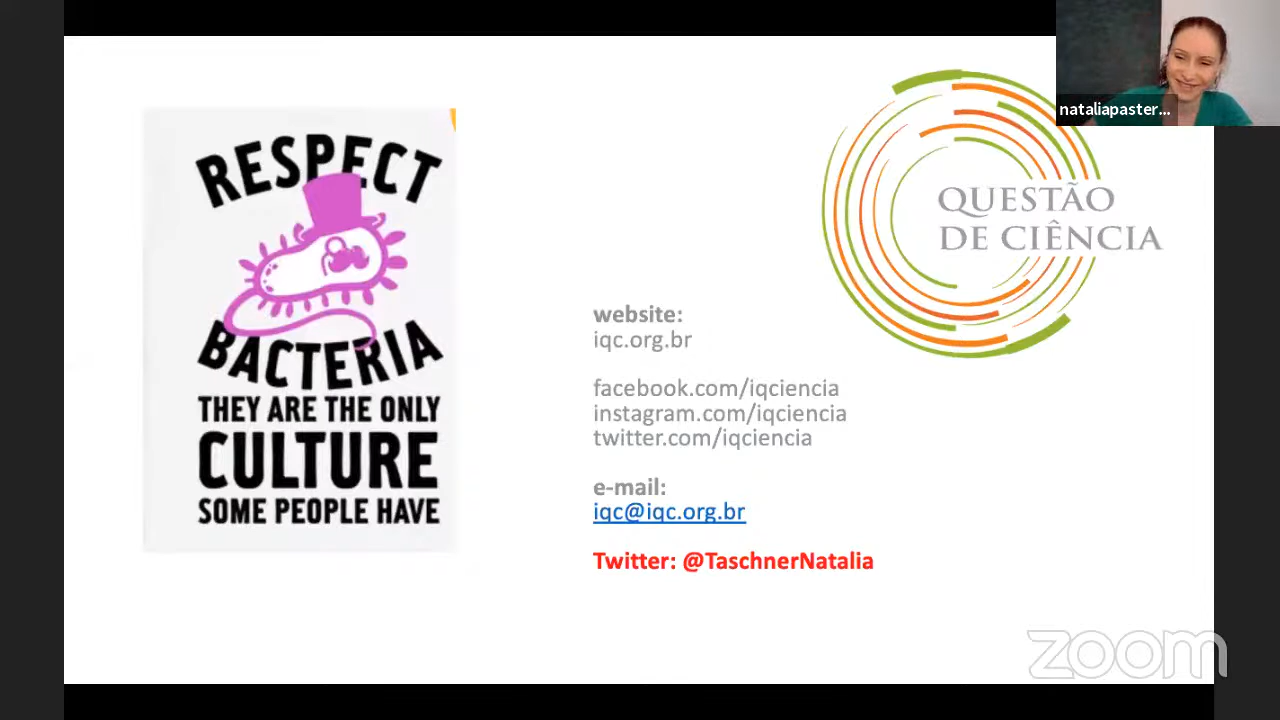 RESPECT
BACTERIA
THEY ARE THE ONLY
CULTURE
SOME PEOPLE HAVE
nataliapaster...
QUESTÃO
DE CIÊNCIA
website:
iqc.org.br
facebook.com/iqciencia
instagram.com/iqciencia
twitter.com/iqciencia
e-mail:
iqc@iqc.org.br
Twitter: @TaschnerNatalia
zoom